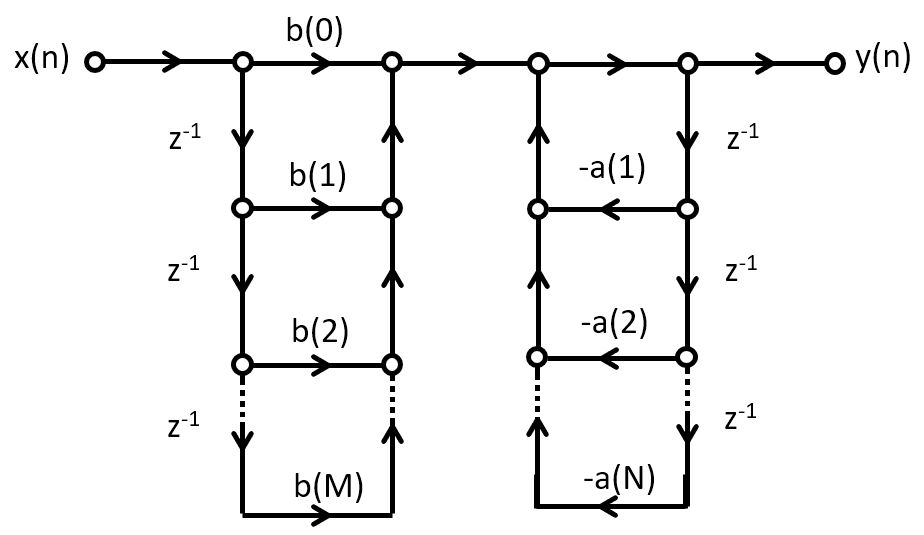 b(0)
x(n)
y(n)
z⁻¹
z⁻¹
b(1)
-a(1)
z⁻¹
z⁻¹
b(2)
-a(2)
z⁻¹
z⁻¹
b(M)
-a(N)